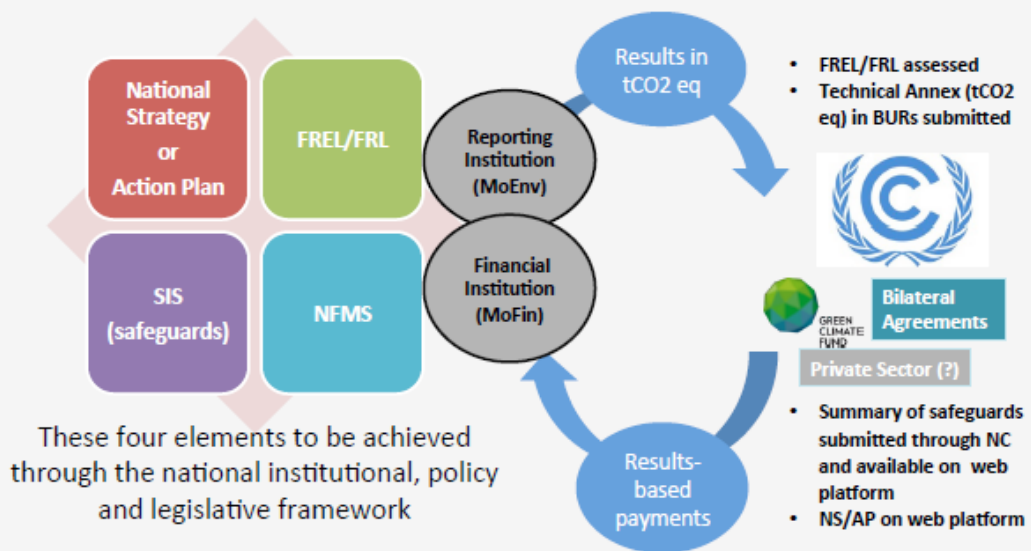 National
Strategy
or
Action Plan
FREL/FRL
SIS
(safeguards)
NFMS
These four elements to be achieved
through the national institutional, policy
and legislative framework
Reporting
Institution
(MoEnv)
Financial
Institution
(MoFin)
Results in
tCO2 eq
• FREL/FRL assessed
• Technical Annex (tCO2
eq) in BURs submitted
GREEN
CLIMATE
FUND
Bilateral
Agreements
Private Sector (?)
• Summary of safeguards
submitted through NC
and available on web
platform
• NS/AP on web platform
Results-
based
payments